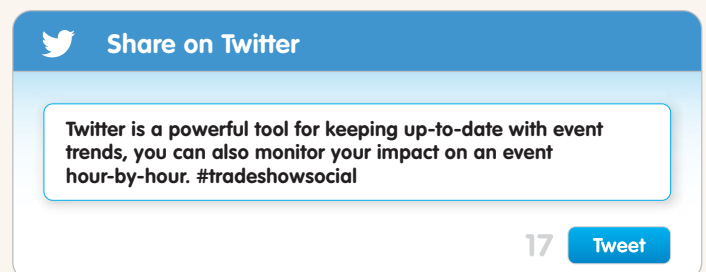 Share on Twitter
Twitter is a powerful tool for keeping up-to-date with event
trends, you can also monitor your impact on an event
hour-by-hour. #tradeshowsocial
17 Tweet